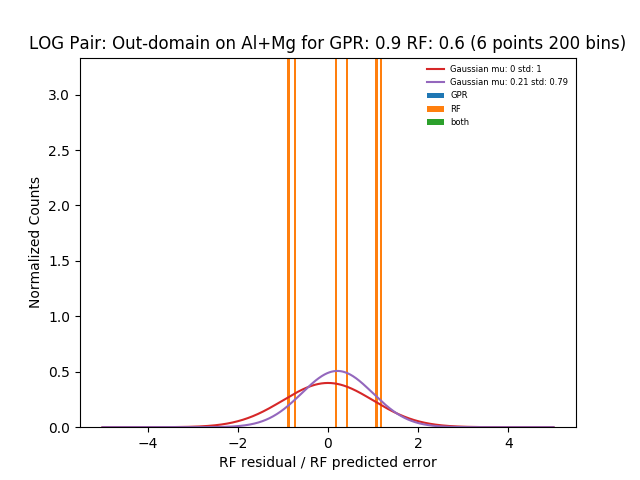 LOG Pair: Out-domain on Al+Mg for GPR: 0.9 RF: 0.6 (6 points 200 bins)
Gaussian mu: 0 std: 1
Gaussian mu: 0.21 std: 0.79
GPR
RF
both
Normalized Counts
3.0
2.5
2.0
1.5
1.0
0.5
0.0
−4 −2 0 2 4
RF residual / RF predicted error